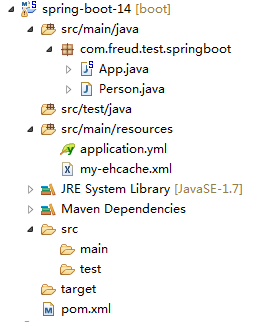 spring-boot-14 [boot]
src/main/java
com.freud.test.springboot
App.java
Person.java
src/test/java
src/main/resources
application.yml
my-ehcache.xml
JRE System Library [JavaSE-1.7]
Maven Dependencies
src
main
test
target
pom.xml